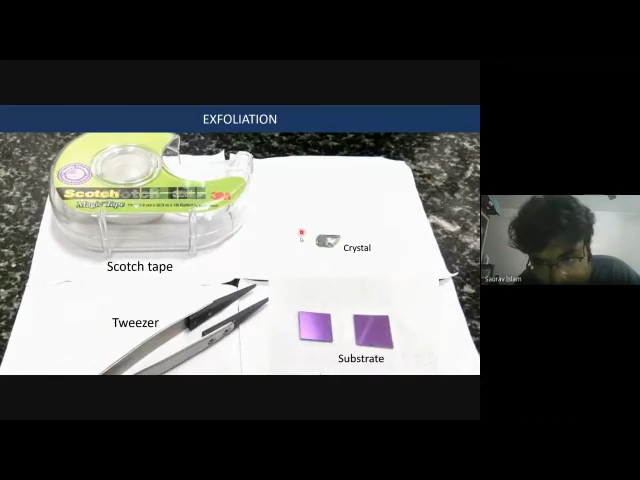 EXFOLIATION
Scotch
Magic Tape
3M
Scotch tape
Crystal
Tweezer
Substrate
Saurav Islam